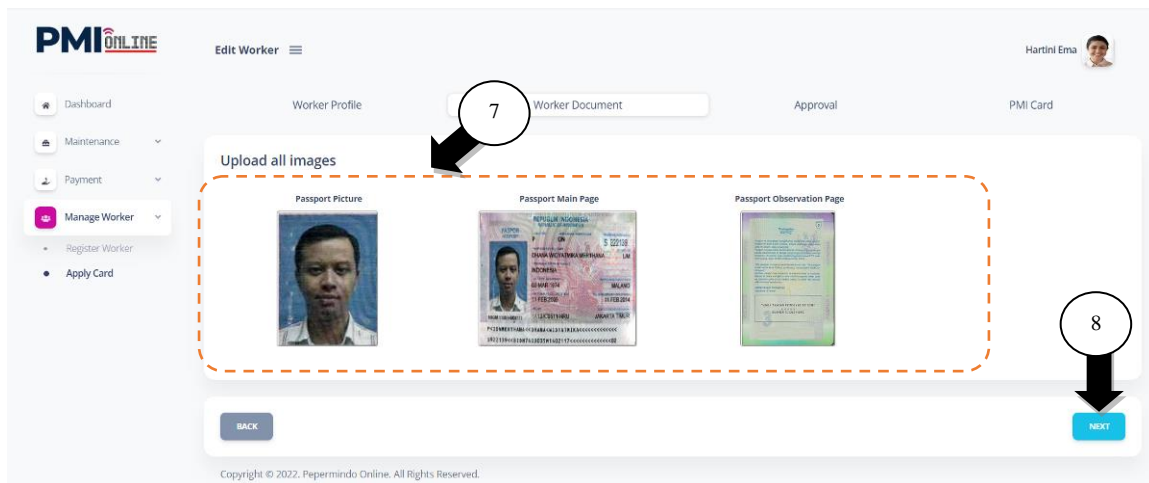 PMI ONLINE
Edit Worker
Hartini Ema
Dashboard
Maintenance
Payment
Manage Worker
Register Worker
Apply Card
Worker Profile
7
Worker Document
Approval
PMI Card
Upload all images
Passport Picture
Passport Main Page
Passport Observation Page
REPUBLIK INDONESIA
INDONESIA
8
BACK
NEXT
Copyright © 2022. Pepermindo Online. All Rights Reserved.